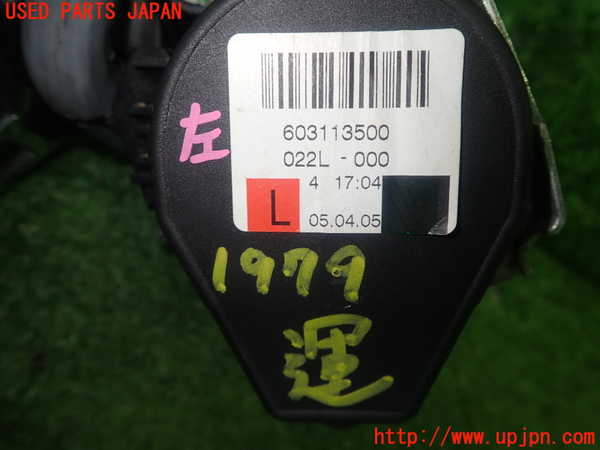 USED PARTS JAPAN
603113500
022L - 000
4 17:04
L 05.04.05
左
1979
運
http://www.upjpn.com